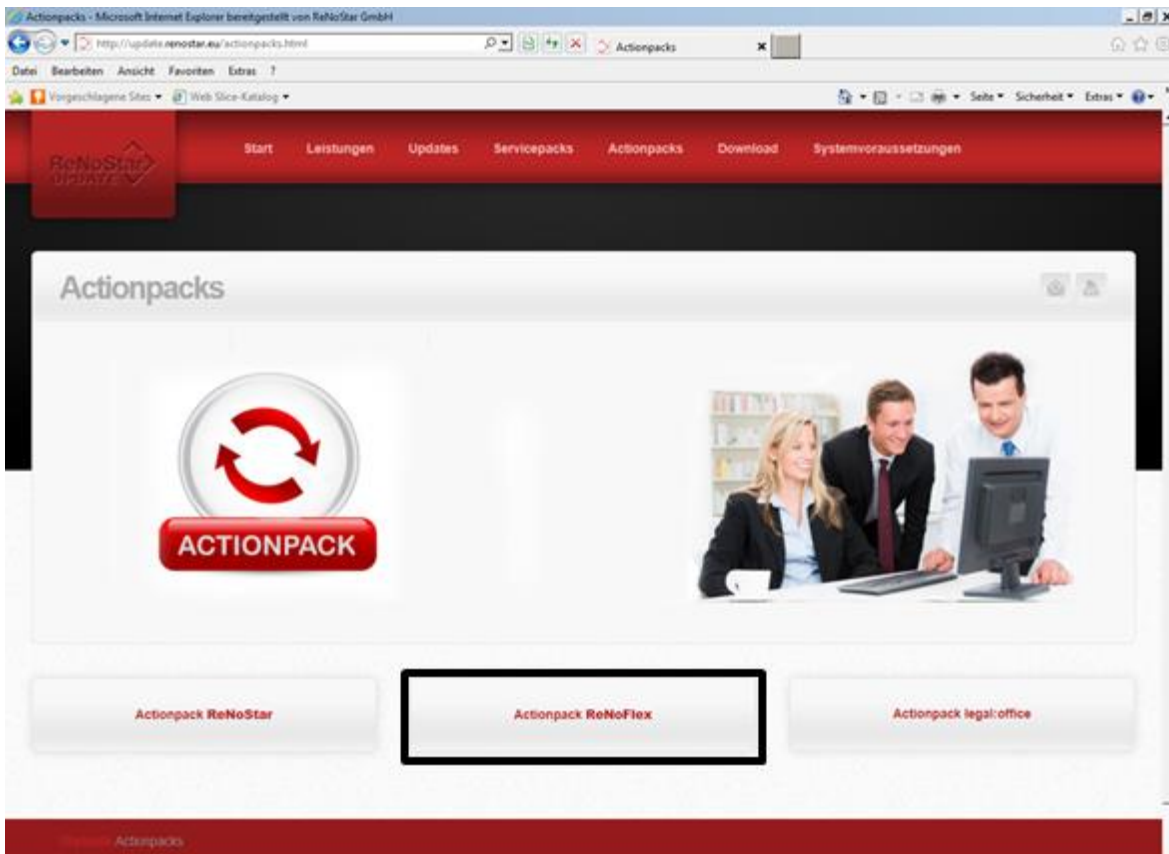 Actionpacks - Microsoft Internet Explorer bereitgestellt von ReNoStar GmbH
http://update.renostar.eu/actionpacks.html
Actionpacks
Datei Bearbeiten Ansicht Favoriten Extras ?
Vorgeschlagene Sites Web Slice-Katalog Seite Sicherheit Extras
ReNoStar
UPDATE
Start Leistungen Updates Servicepacks Actionpacks Download Systemvoraussetzungen
Actionpacks
ACTIONPACK
Actionpack ReNoStar Actionpack ReNoFlex Actionpack legal:office
Actionpacks